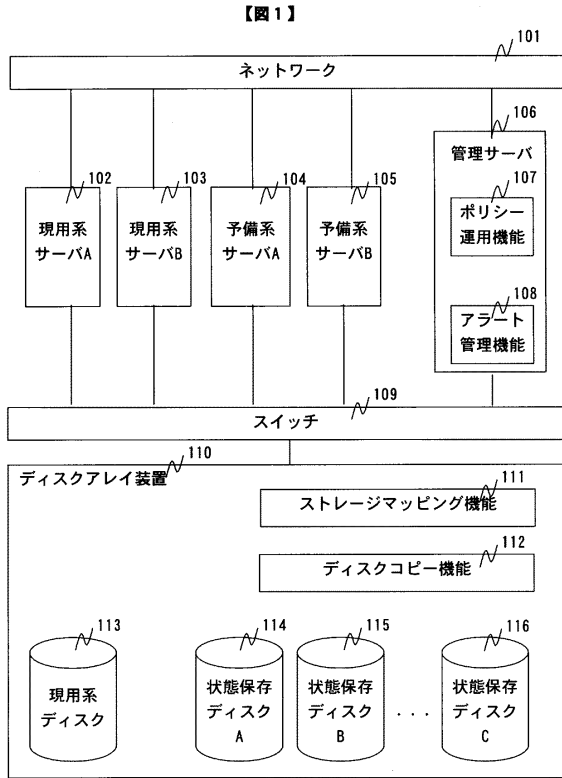 【図1】
101
ネットワーク
106
管理サーバ
102
現用系
サーバA
103
現用系
サーバB
104
予備系
サーバA
105
予備系
サーバB
107
ポリシー
運用機能
108
アラート
管理機能
109
スイッチ
110
ディスクアレイ装置
111
ストレージマッピング機能
112
ディスクコピー機能
113
現用系
ディスク
114
状態保存
ディスク
A
115
状態保存
ディスク
B
...
116
状態保存
ディスク
C